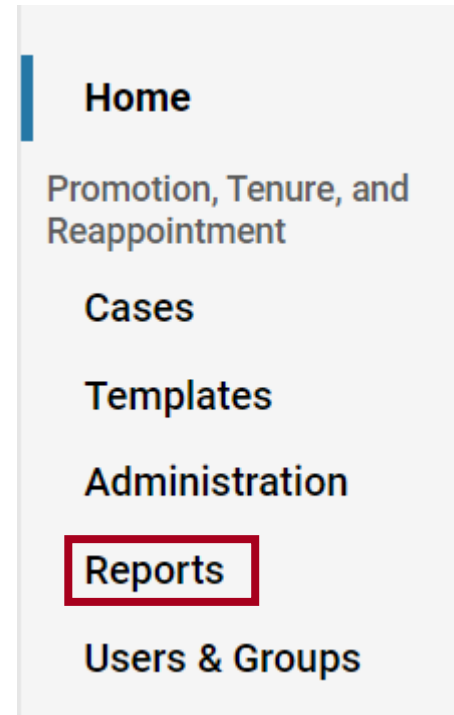 Home
Promotion, Tenure, and
Reappointment
Cases
Templates
Administration
Reports
Users & Groups